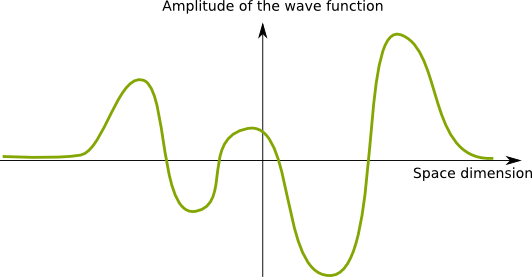 Amplitude of the wave function
Space dimension